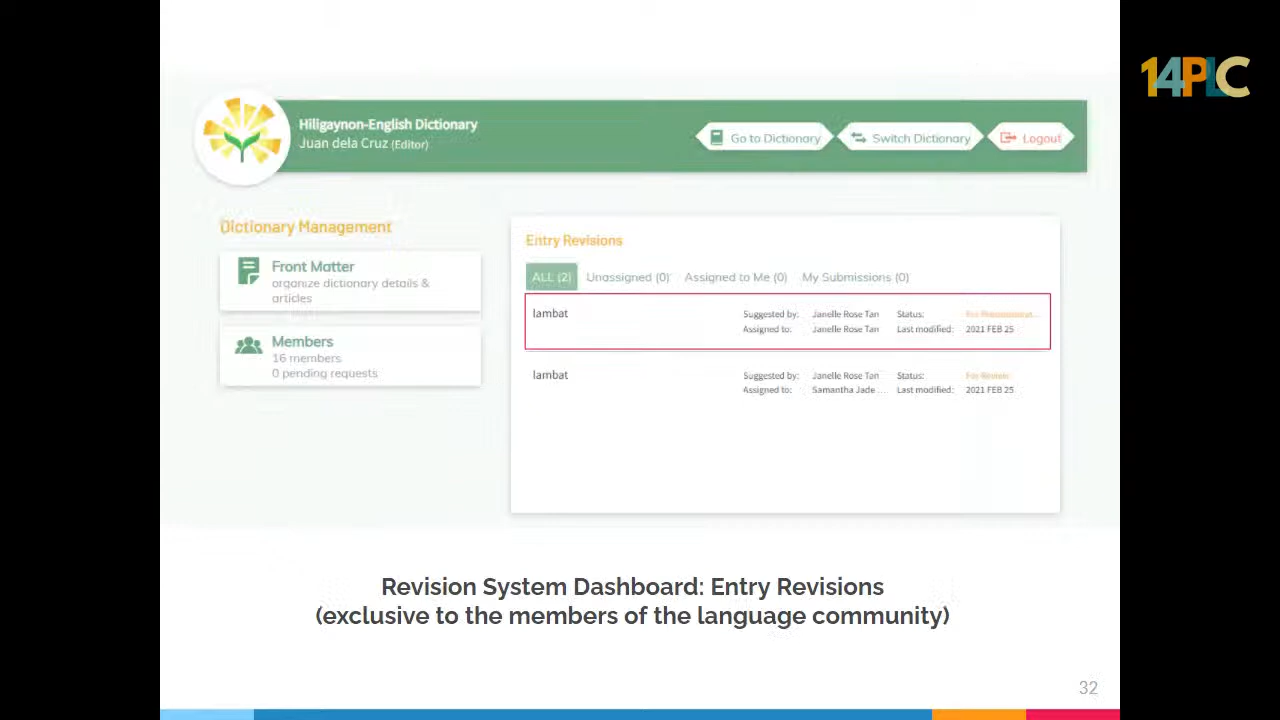 14PLC
Hiligaynon-English Dictionary
Juan dela Cruz (Editor)
Go to Dictionary
Switch Dictionary
Logout
Dictionary Management
Front Matter
organize dictionary details &
articles
Members
16 members
0 pending requests
Entry Revisions
ALL (2) Unassigned (0) Assigned to Me (0) My Submissions (0)
lambat Suggested by: Janelle Rose Tan Status: For
Assigned to: Janelle Rose Tan Last modified: 2021 FEB 25
lambat Suggested by: Janelle Rose Tan Status: For Review
Assigned to: Samantha Jade ... Last modified: 2021 FEB 25
Revision System Dashboard: Entry Revisions
(exclusive to the members of the language community)
32